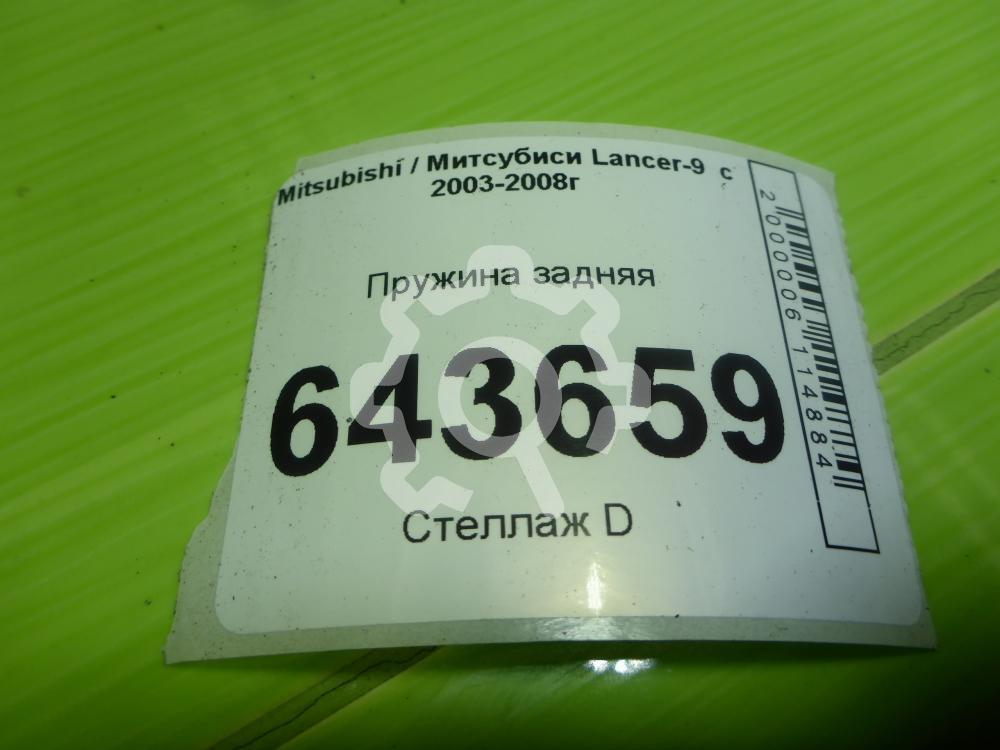 Mitsubishi / Митсубиси Lancer-9 с
2003-2008г
Пружина задняя
643659
Стеллаж D
2000006114884